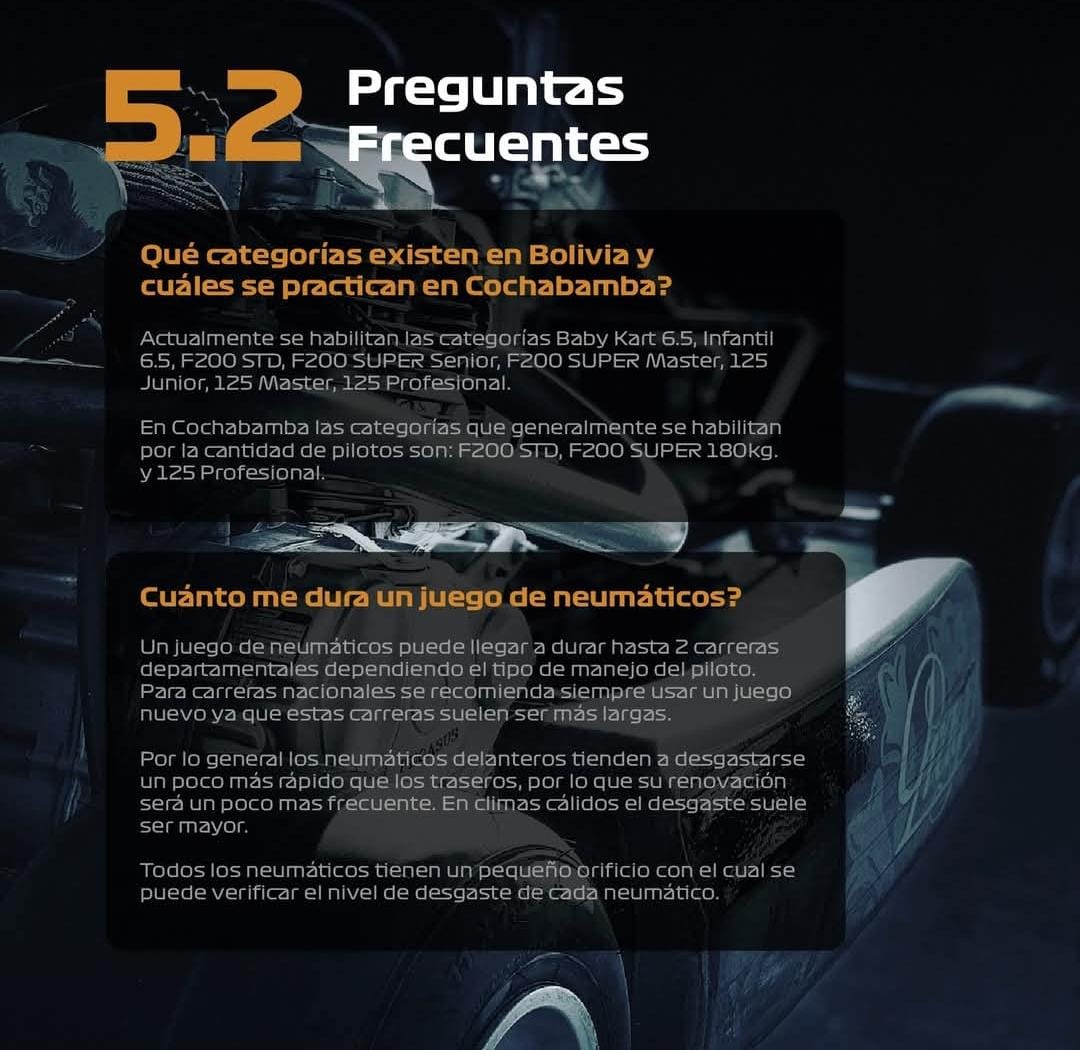 5.2
Preguntas
Frecuentes
Qué categorías existen en Bolivia y
cuáles se practican en Cochabamba?
Actualmente se habilitan las categorías Baby Kart 6.5, Infantil
6.5, F200 STD, F200 SUPER Senior, F200 SUPER Master, 125
Junior, 125 Master, 125 Profesional.
En Cochabamba las categorías que generalmente se habilitan
por la cantidad de pilotos son: F200 STD, F200 SUPER 180kg.
y 125 Profesional.
Cuánto me dura un juego de neumáticos?
Un juego de neumáticos puede llegar a durar hasta 2 carreras
departamentales dependiendo el tipo de manejo del piloto.
Para carreras nacionales se recomienda siempre usar un juego
nuevo ya que estas carreras suelen ser más largas.
Por lo general los neumáticos delanteros tienden a desgastarse
un poco más rápido que los traseros, por lo que su renovación
será un poco mas frecuente. En climas cálidos el desgaste suele
ser mayor.
Todos los neumáticos tienen un pequeño orificio con el cual se
puede verificar el nivel de desgaste de cada neumático.